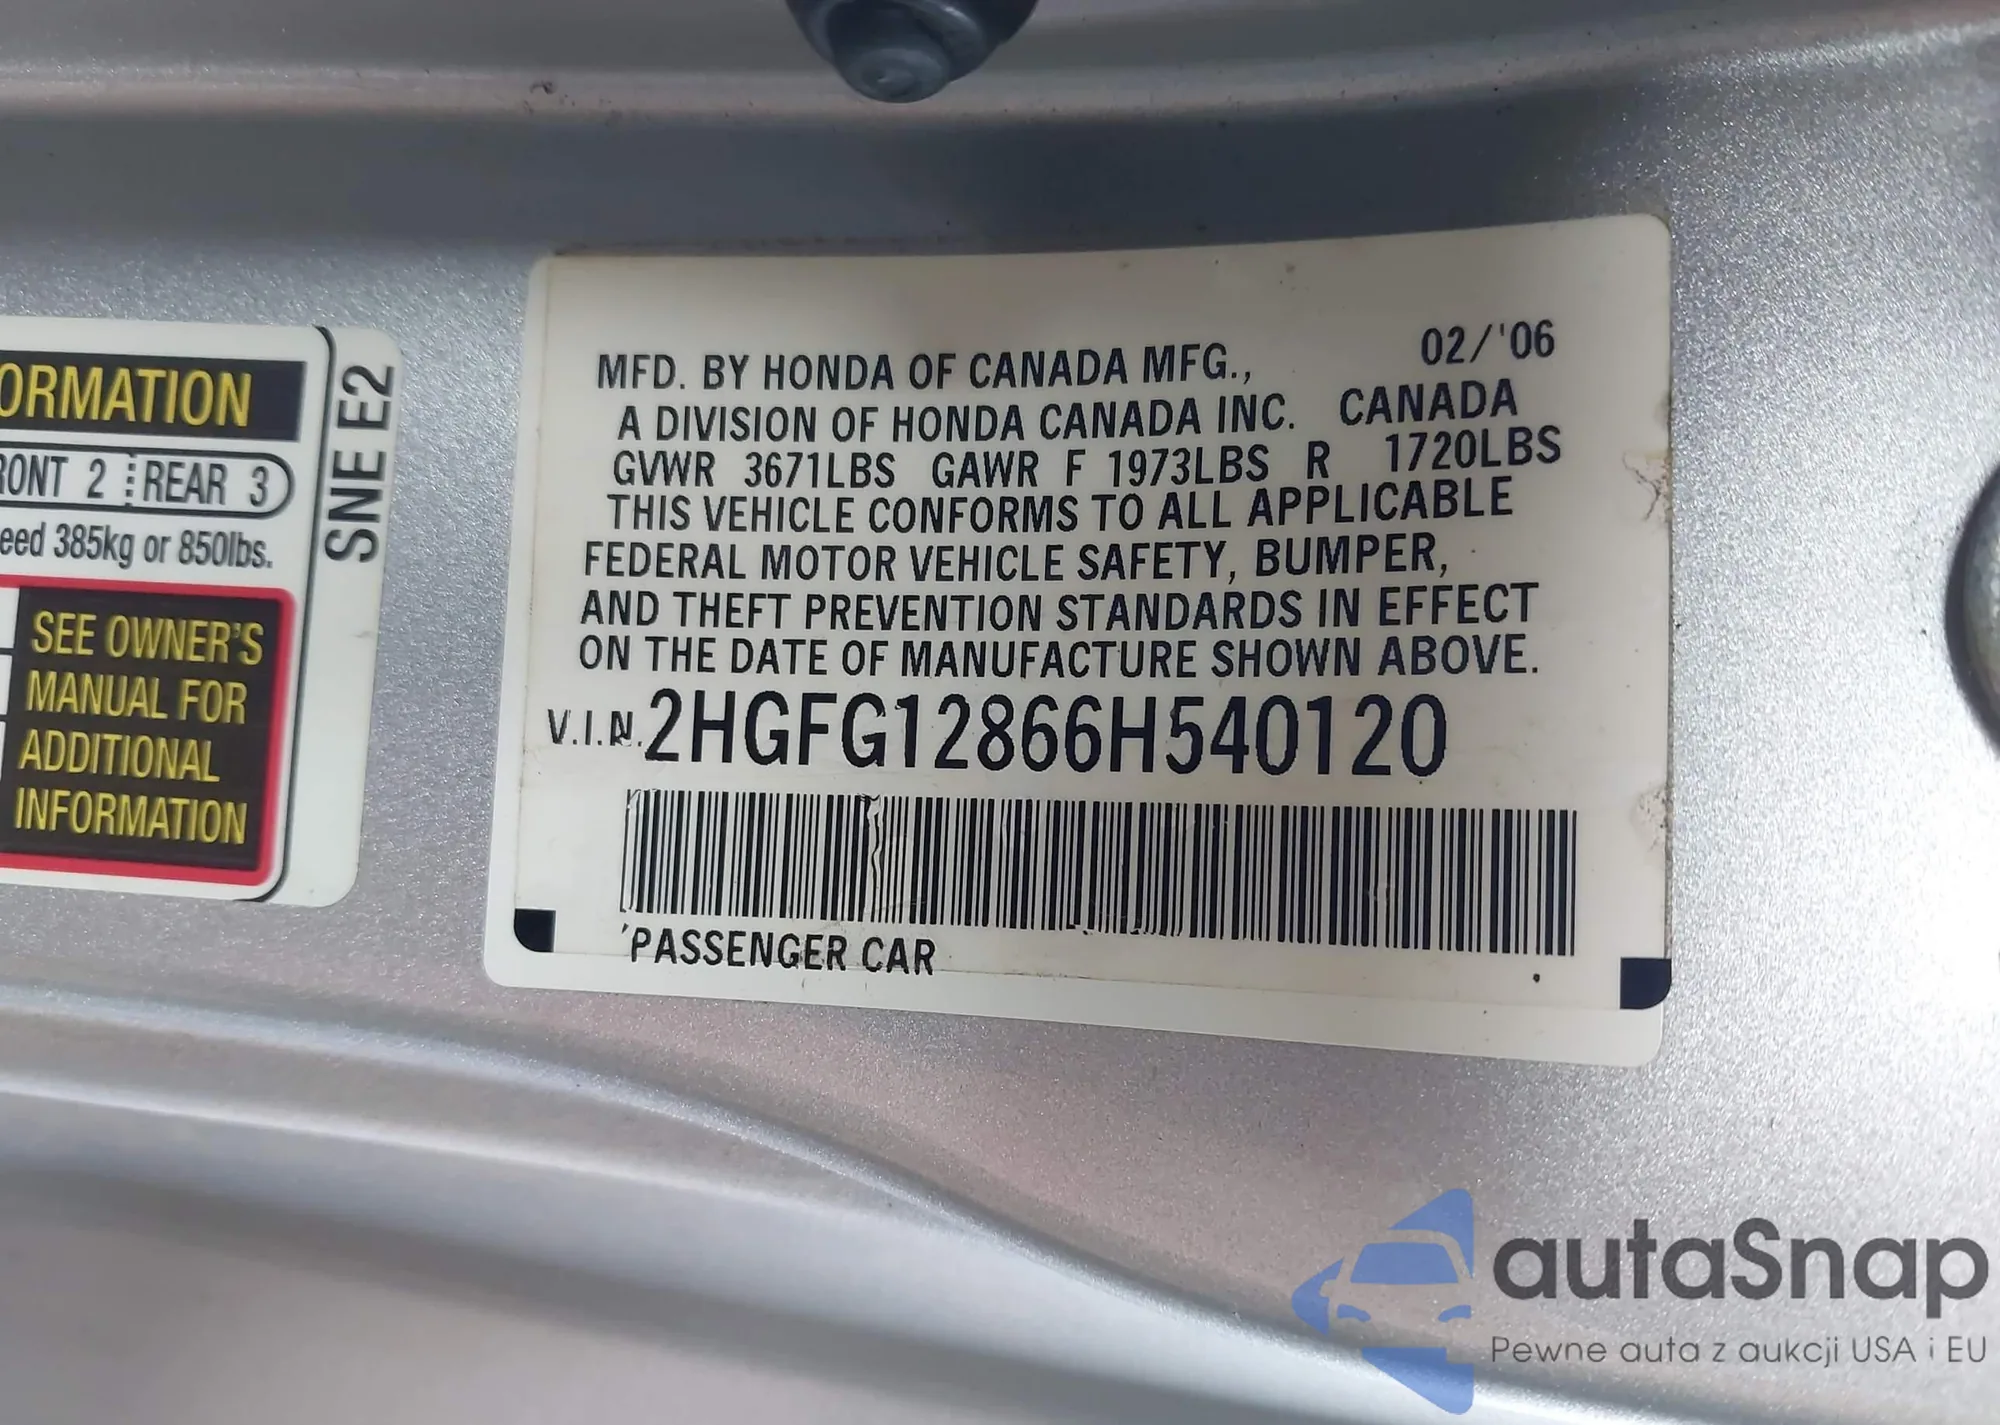 ORMATION
RONT 2 REAR 3
eed 385kg or 850lbs.
SEE OWNER'S
MANUAL FOR
ADDITIONAL
INFORMATION
SNE E2
02/'06
MFD. BY HONDA OF CANADA MFG.,
A DIVISION OF HONDA CANADA INC. CANADA
GVWR 3671LBS GAWR F 1973LBS R 1720LBS
THIS VEHICLE CONFORMS TO ALL APPLICABLE
FEDERAL MOTOR VEHICLE SAFETY, BUMPER,
AND THEFT PREVENTION STANDARDS IN EFFECT
ON THE DATE OF MANUFACTURE SHOWN ABOVE.
V.I.N. 2HGFG12866H540120
PASSENGER CAR
autaSnap
Pewne auta z aukcji USA i EU